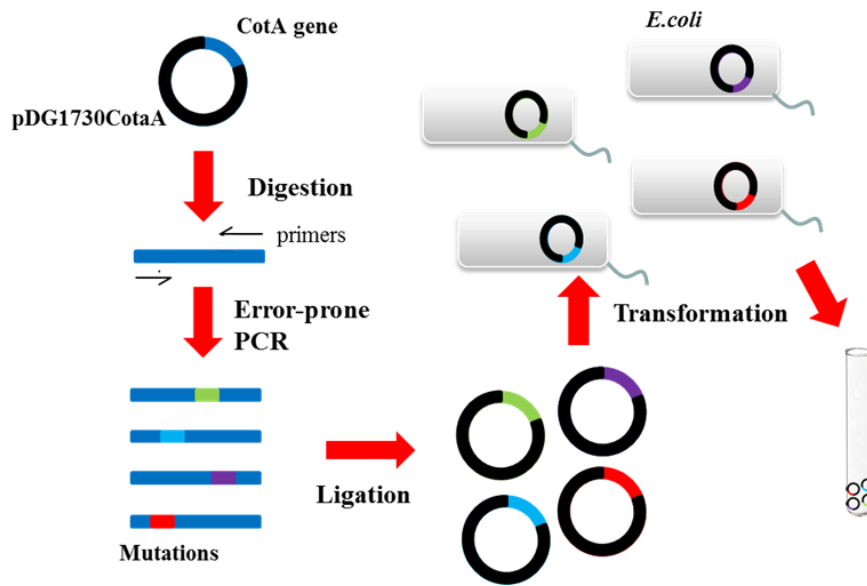 CotA gene
pDG1730CotaA
Digestion
primers
Error-prone
PCR
Mutations
Ligation
Transformation
E.coli